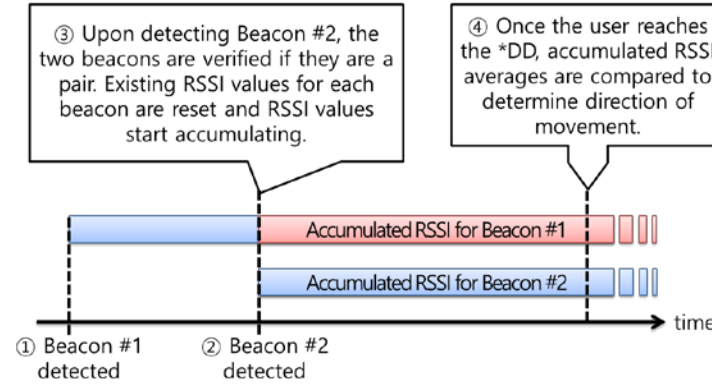 ③ Upon detecting Beacon #2, the
two beacons are verified if they are a
pair. Existing RSSI values for each
beacon are reset and RSSI values
start accumulating.
④ Once the user reaches
the *DD, accumulated RSSI
averages are compared to
determine direction of
movement.
Accumulated RSSI for Beacon #1
Accumulated RSSI for Beacon #2
time
① Beacon #1
detected
② Beacon #2
detected